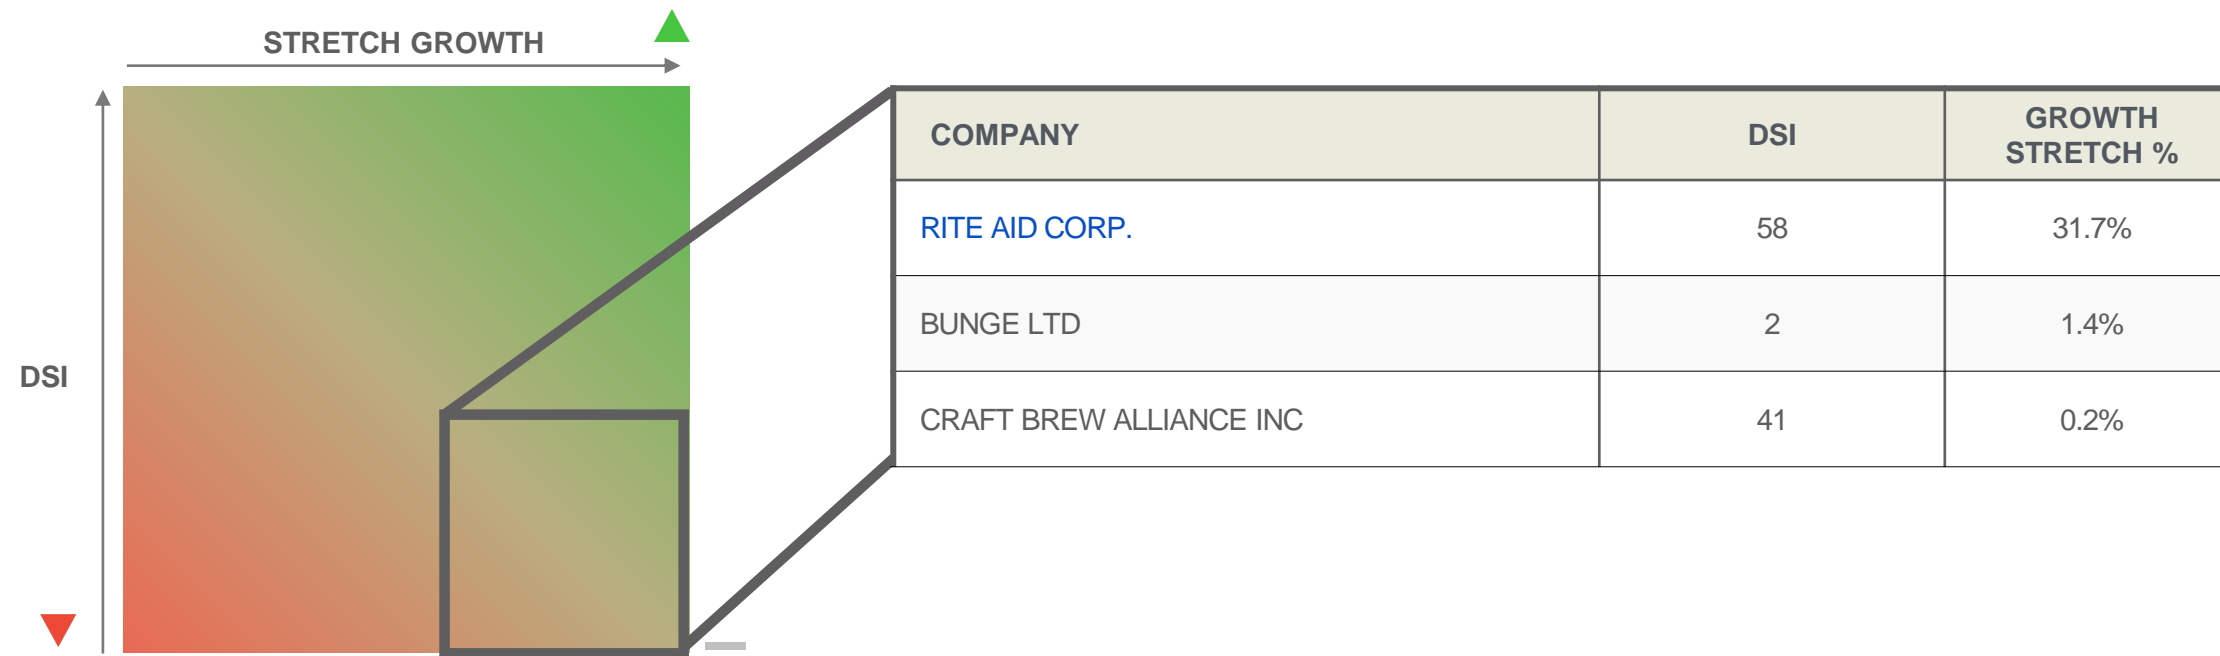 STRETCH GROWTH
DSI
COMPANY DSI GROWTH STRETCH %
RITE AID CORP. 58 31.7%
BUNGE LTD 2 1.4%
CRAFT BREW ALLIANCE INC 41 0.2%